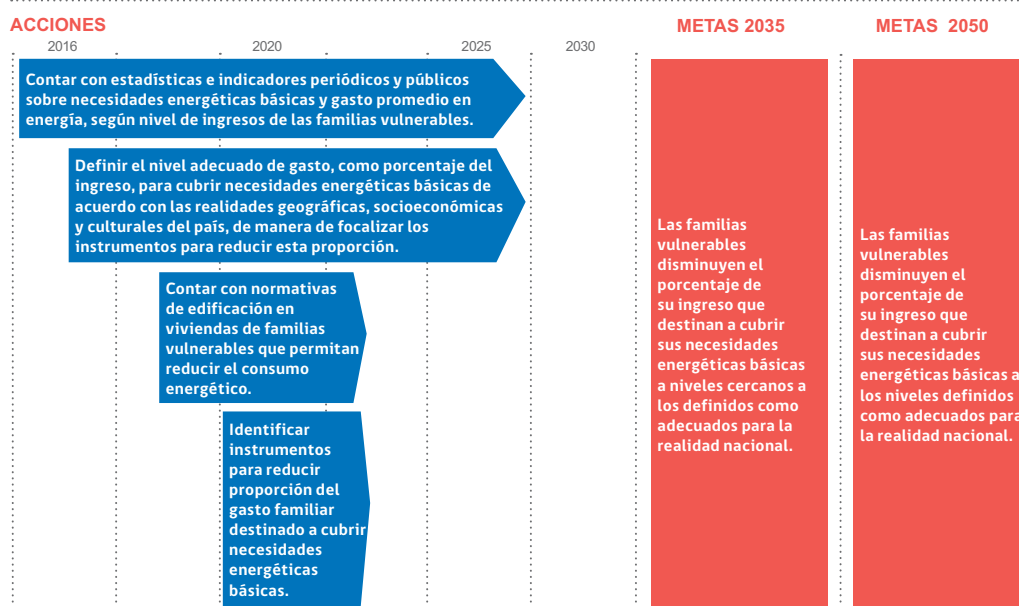 ACCIONES
METAS 2035
METAS 2050
2016
2020
2025
2030
Contar con estadísticas e indicadores periódicos y públicos
sobre necesidades energéticas básicas y gasto promedio en
energía, según nivel de ingresos de las familias vulnerables.
Definir el nivel adecuado de gasto, como porcentaje del
ingreso, para cubrir necesidades energéticas básicas de
acuerdo con las realidades geográficas, socioeconómicas
y culturales del país, de manera de focalizar los
instrumentos para reducir esta proporción.
Contar con normativas
de edificación en
viviendas de familias
vulnerables que permitan
reducir el consumo
energético.
Identificar
instrumentos
para reducir
proporción del
gasto familiar
destinado a cubrir
necesidades
energéticas
básicas.
Las familias
vulnerables
disminuyen el
porcentaje de
su ingreso que
destinan a cubrir
sus necesidades
energéticas básicas
a niveles cercanos a
los definidos como
adecuados para la
realidad nacional.
Las familias
vulnerables
disminuyen el
porcentaje de
su ingreso que
destinan a cubrir
sus necesidades
energéticas básicas a
los niveles definidos
como adecuados para
la realidad nacional.